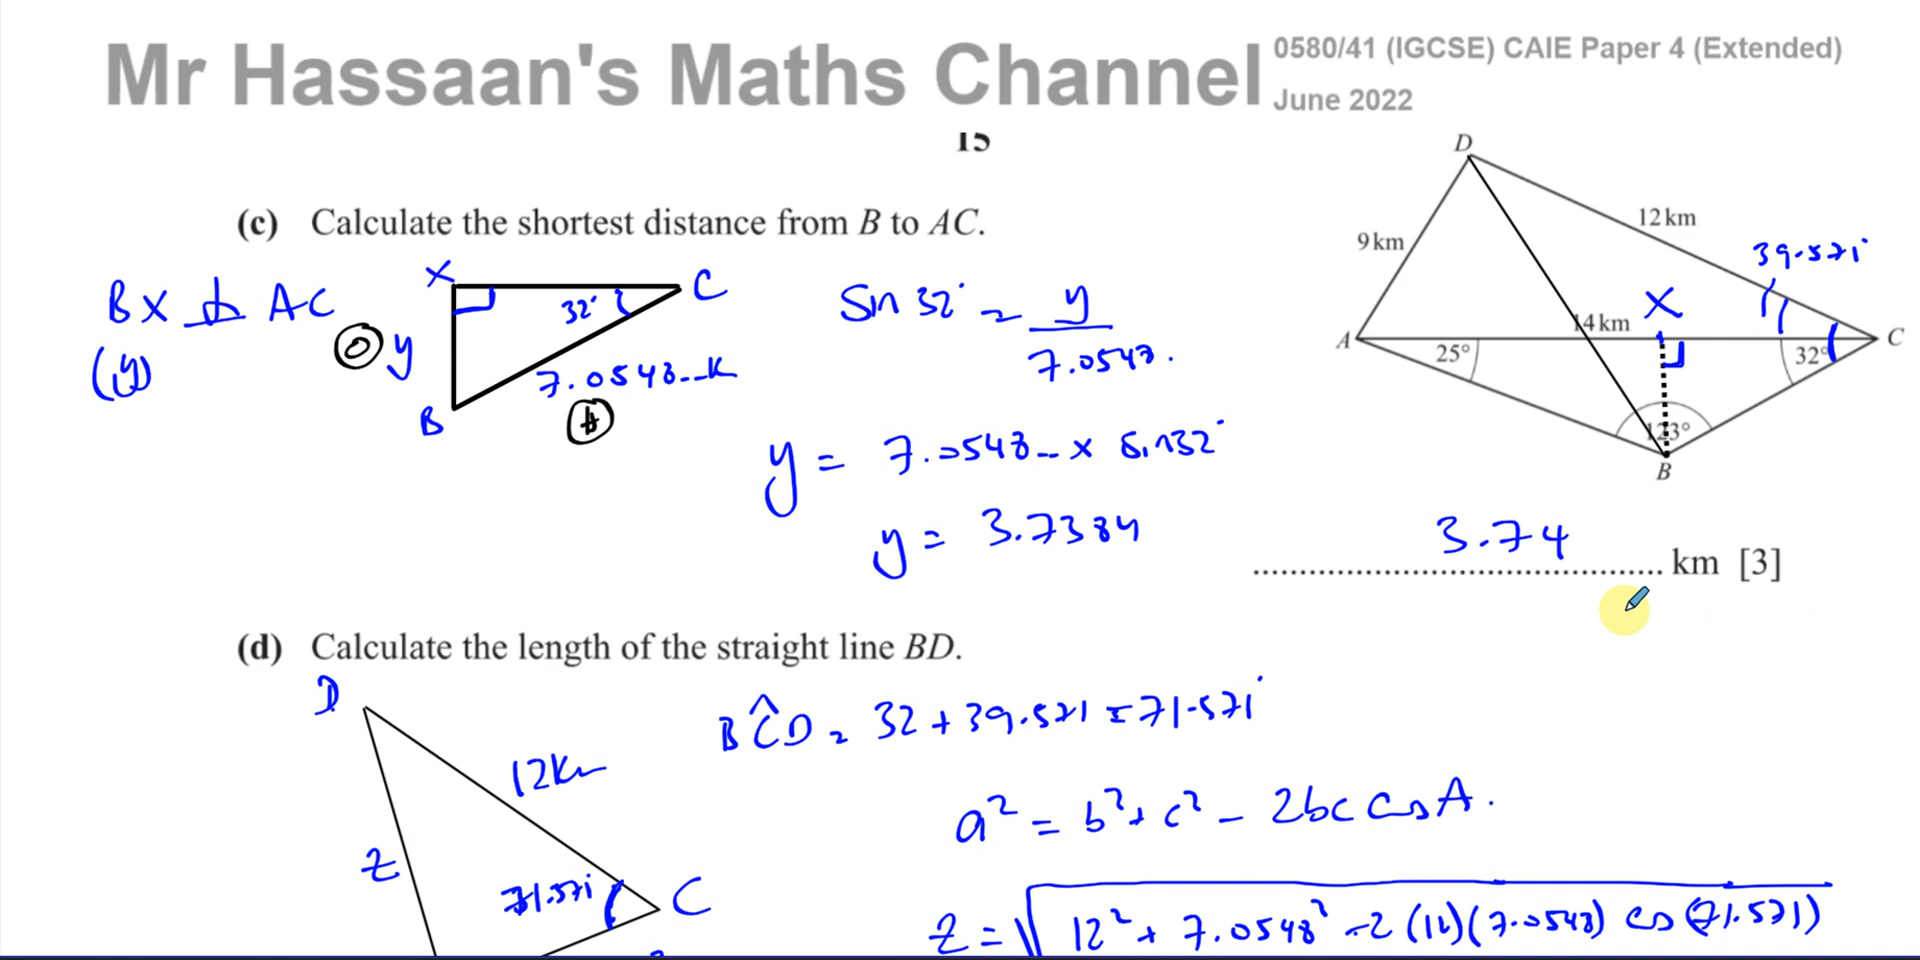 Mr Hassaan's Maths Channel
0580/41 (IGCSE) CAIE Paper 4 (Extended)
June 2022
15
(c) Calculate the shortest distance from B to AC.
BX ⊥ AC
(y)
X
C
32°
O
y
7.0548..K
B
H
Sin 32° = y / 7.0548.
y = 7.0548.. x Sin32°
y = 3.7384
D
9 km
12 km
39.571°
X
14 km
A
C
25°
32°
123°
B
3.74
km [3]
(d) Calculate the length of the straight line BD.
D
BĈD = 32 + 39.571 = 71.571°
12Km
a² = b² + c² - 2bc Cos A.
z
71.571
C
z = √12² + 7.0548² - 2 (12)(7.0548) Cos (71.571)